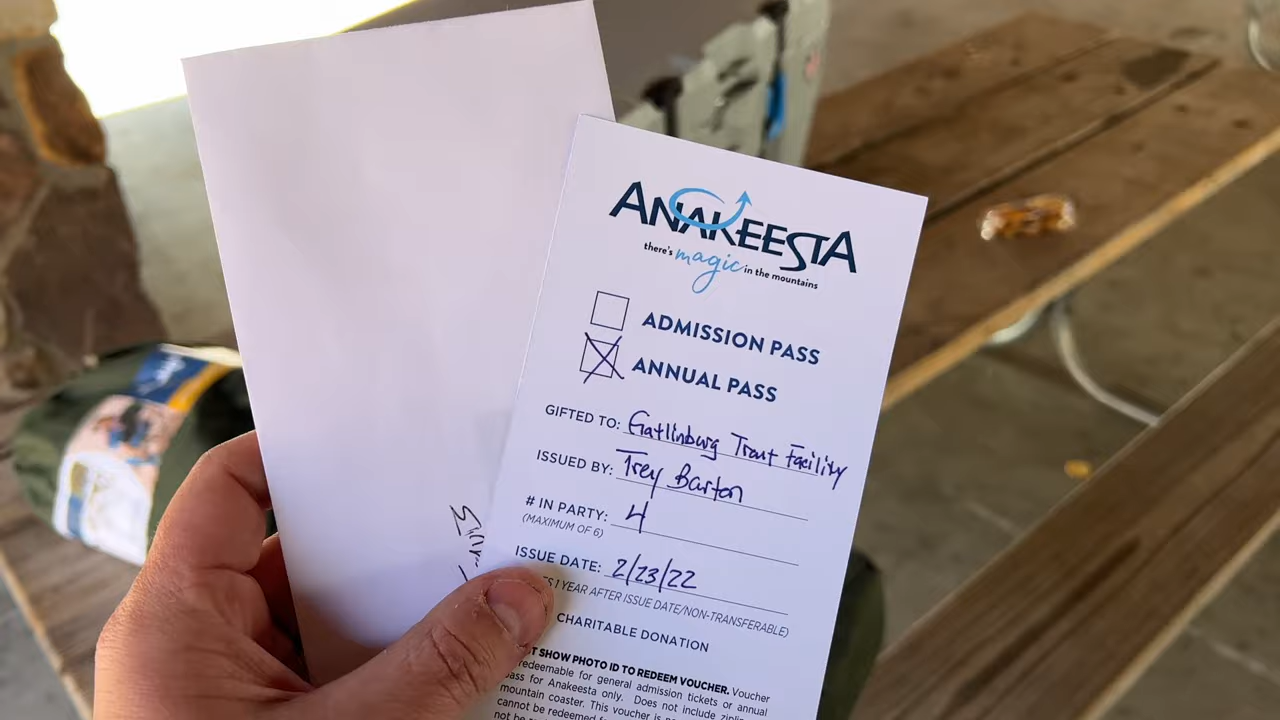 ANAKEESTA
there's magic in the mountains
ADMISSION PASS
ANNUAL PASS
GIFTED TO: Gatlinburg Trout Facility
ISSUED BY: Trey Barton
# IN PARTY: 4
(MAXIMUM OF 6)
ISSUE DATE: 2/23/22
1 YEAR AFTER ISSUE DATE/NON-TRANSFERABLE)
CHARITABLE DONATION
SHOW PHOTO ID TO REDEEM VOUCHER. Voucher
redeemable for general admission tickets or annual
pass for Anakeesta only. Does not include
mountain coaster. This voucher is
cannot be redeemed
not be